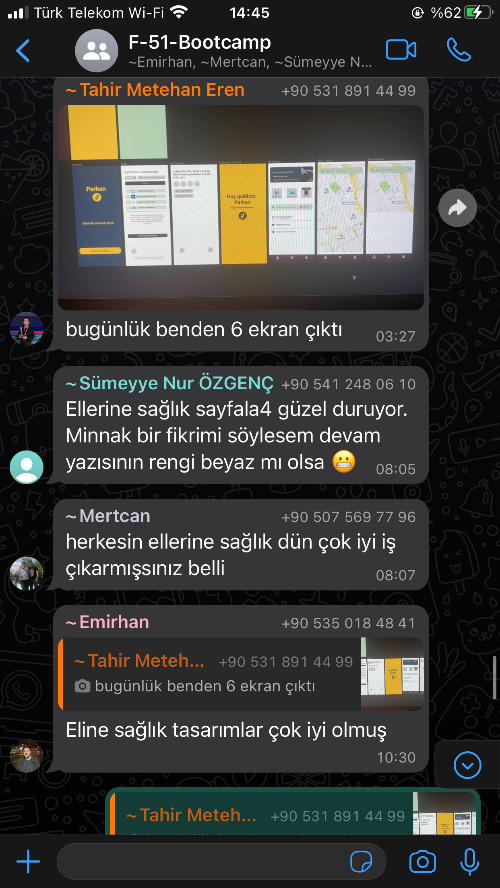 Türk Telekom Wi-Fi 14:45 %62
F-51-Bootcamp
~Emirhan, ~Mertcan, ~Sümeyye N...
~Tahir Metehan Eren +90 531 891 44 99
Parken
Hoş geldiniz
Parken
bugünlük benden 6 ekran çıktı
03:27
~Sümeyye Nur ÖZGENÇ +90 541 248 06 10
Ellerine sağlık sayfala4 güzel duruyor.
Minnak bir fikrimi söylesem devam
yazısının rengi beyaz mı olsa
08:05
~Mertcan +90 507 569 77 96
herkesin ellerine sağlık dün çok iyi iş
çıkarmışsınız belli
08:07
~Emirhan +90 535 018 48 41
~Tahir Meteh... +90 531 891 44 99
bugünlük benden 6 ekran çıktı
Eline sağlık tasarımlar çok iyi olmuş
10:30
~Tahir Meteh... +90 531 891 44 99